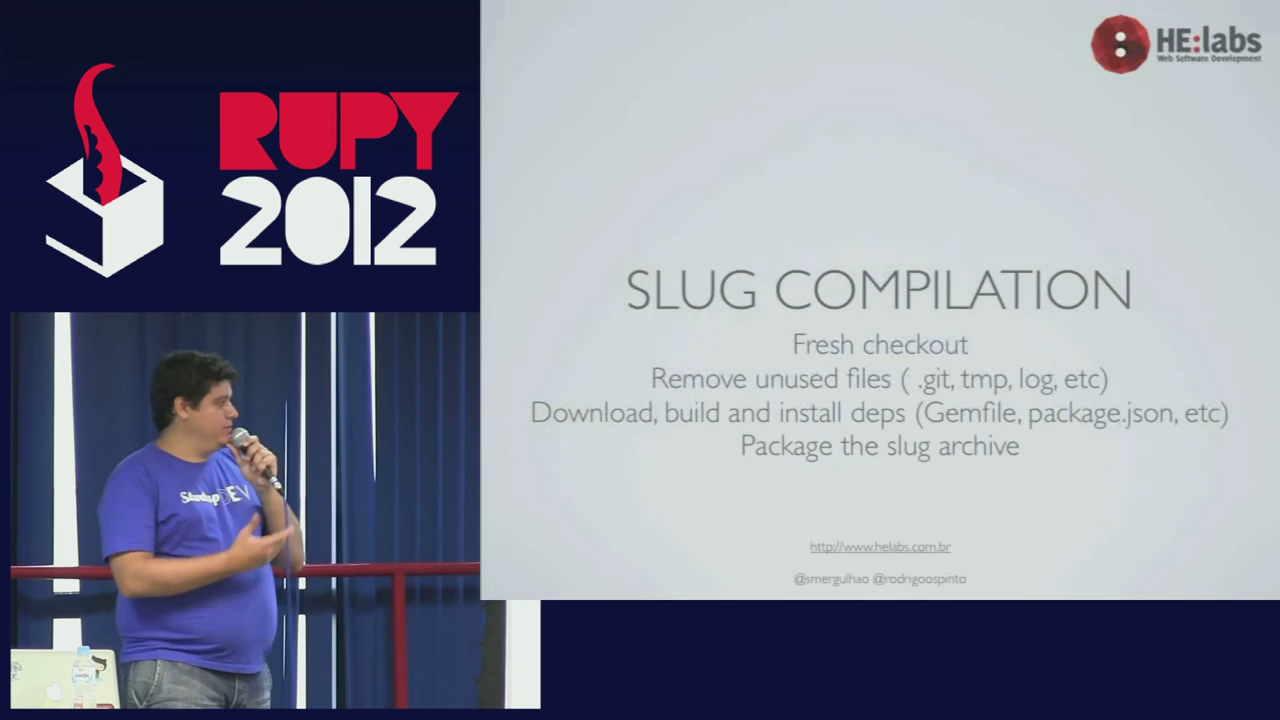 RUPY
2012
HE:labs
Web Software Development
SLUG COMPILATION
Fresh checkout
Remove unused files ( .git, tmp, log, etc)
Download, build and install deps (Gemfile, package.json, etc)
Package the slug archive
http://www.helabs.com.br
@smergulhao @rodrigoospinto
StartupDEV